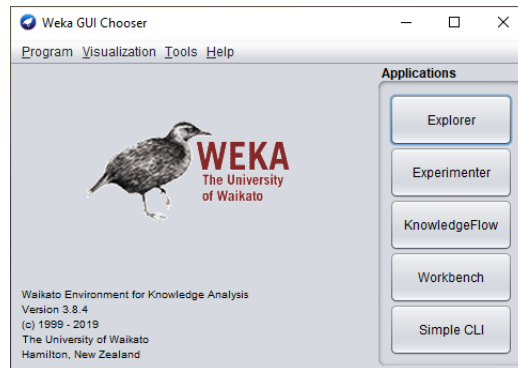 Weka GUI Chooser
Program Visualization Tools Help
Applications
Explorer
Experimenter
KnowledgeFlow
Workbench
Simple CLI
WEKA
The University
of Waikato
Waikato Environment for Knowledge Analysis
Version 3.8.4
(c) 1999 - 2019
The University of Waikato
Hamilton, New Zealand